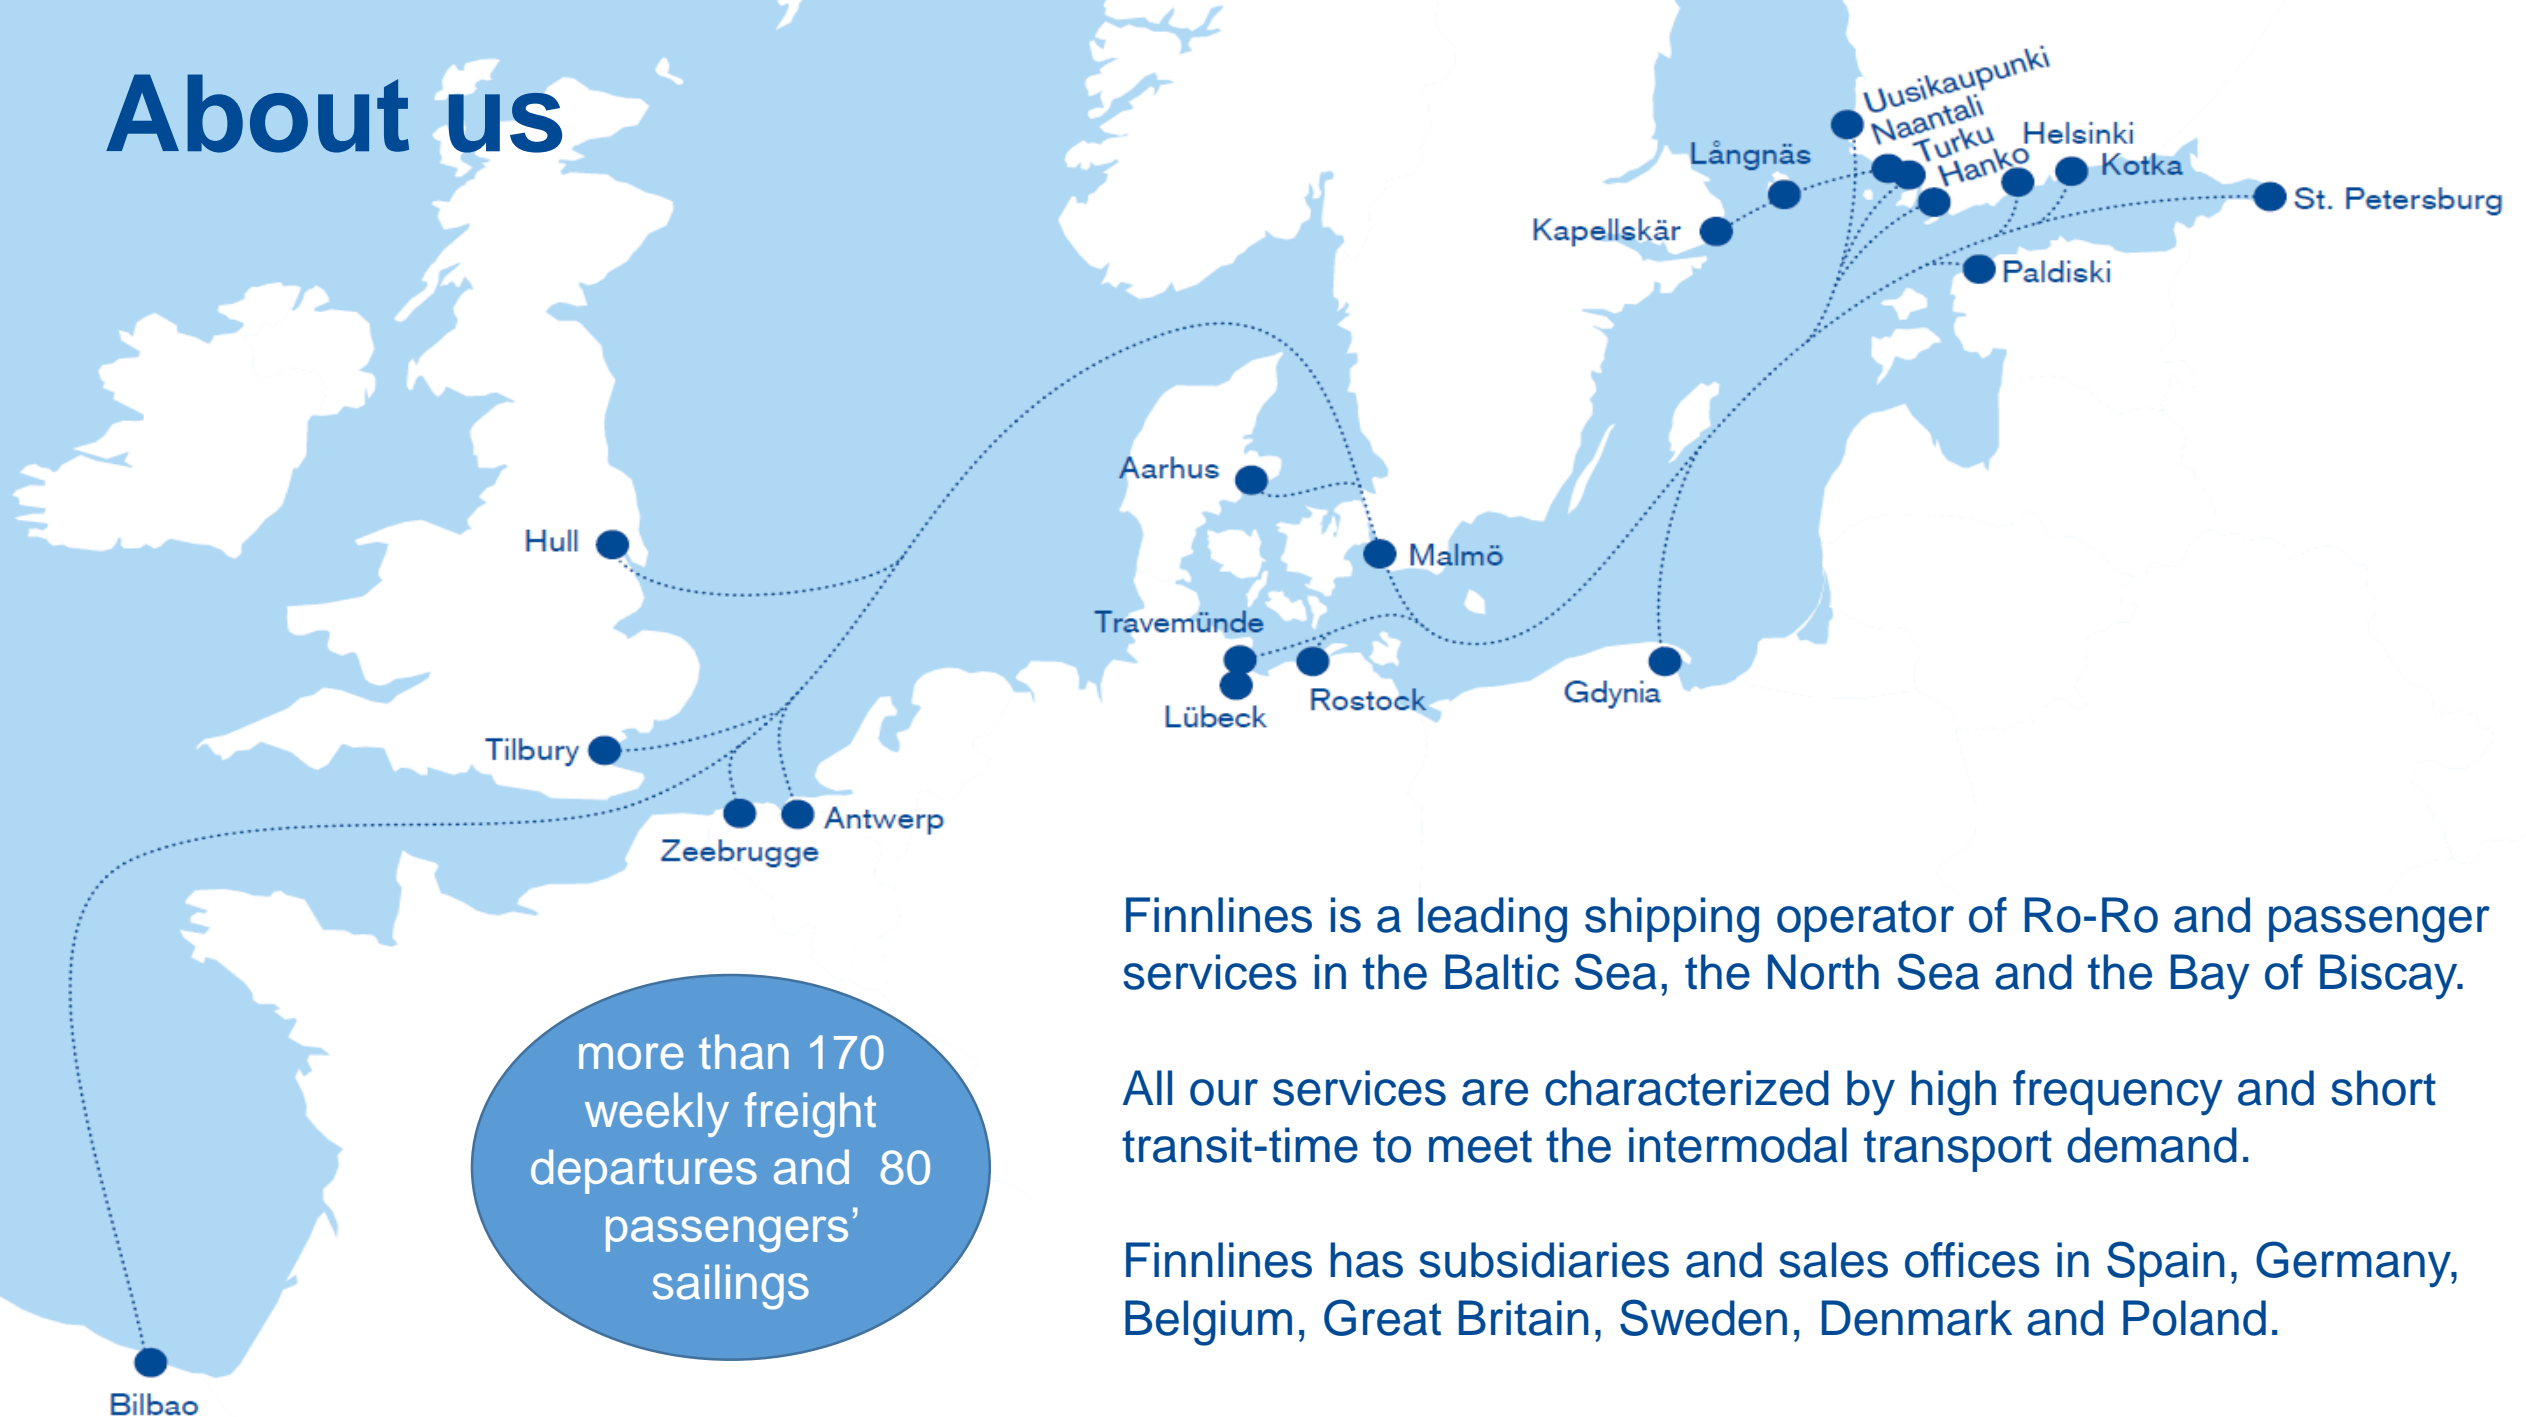 About us
Uusikaupunki
Naantali
Turku
Hanko
Helsinki
Kotka
Långnäs
Kapellskär
St. Petersburg
Paldiski
Aarhus
Hull
Malmö
Travemünde
Lübeck
Rostock
Gdynia
Tilbury
Antwerp
Zeebrugge
Finnlines is a leading shipping operator of Ro-Ro and passenger
services in the Baltic Sea, the North Sea and the Bay of Biscay.
All our services are characterized by high frequency and short
transit-time to meet the intermodal transport demand.
Finnlines has subsidiaries and sales offices in Spain, Germany,
Belgium, Great Britain, Sweden, Denmark and Poland.
more than 170
weekly freight
departures and  80
passengers’
sailings
Bilbao